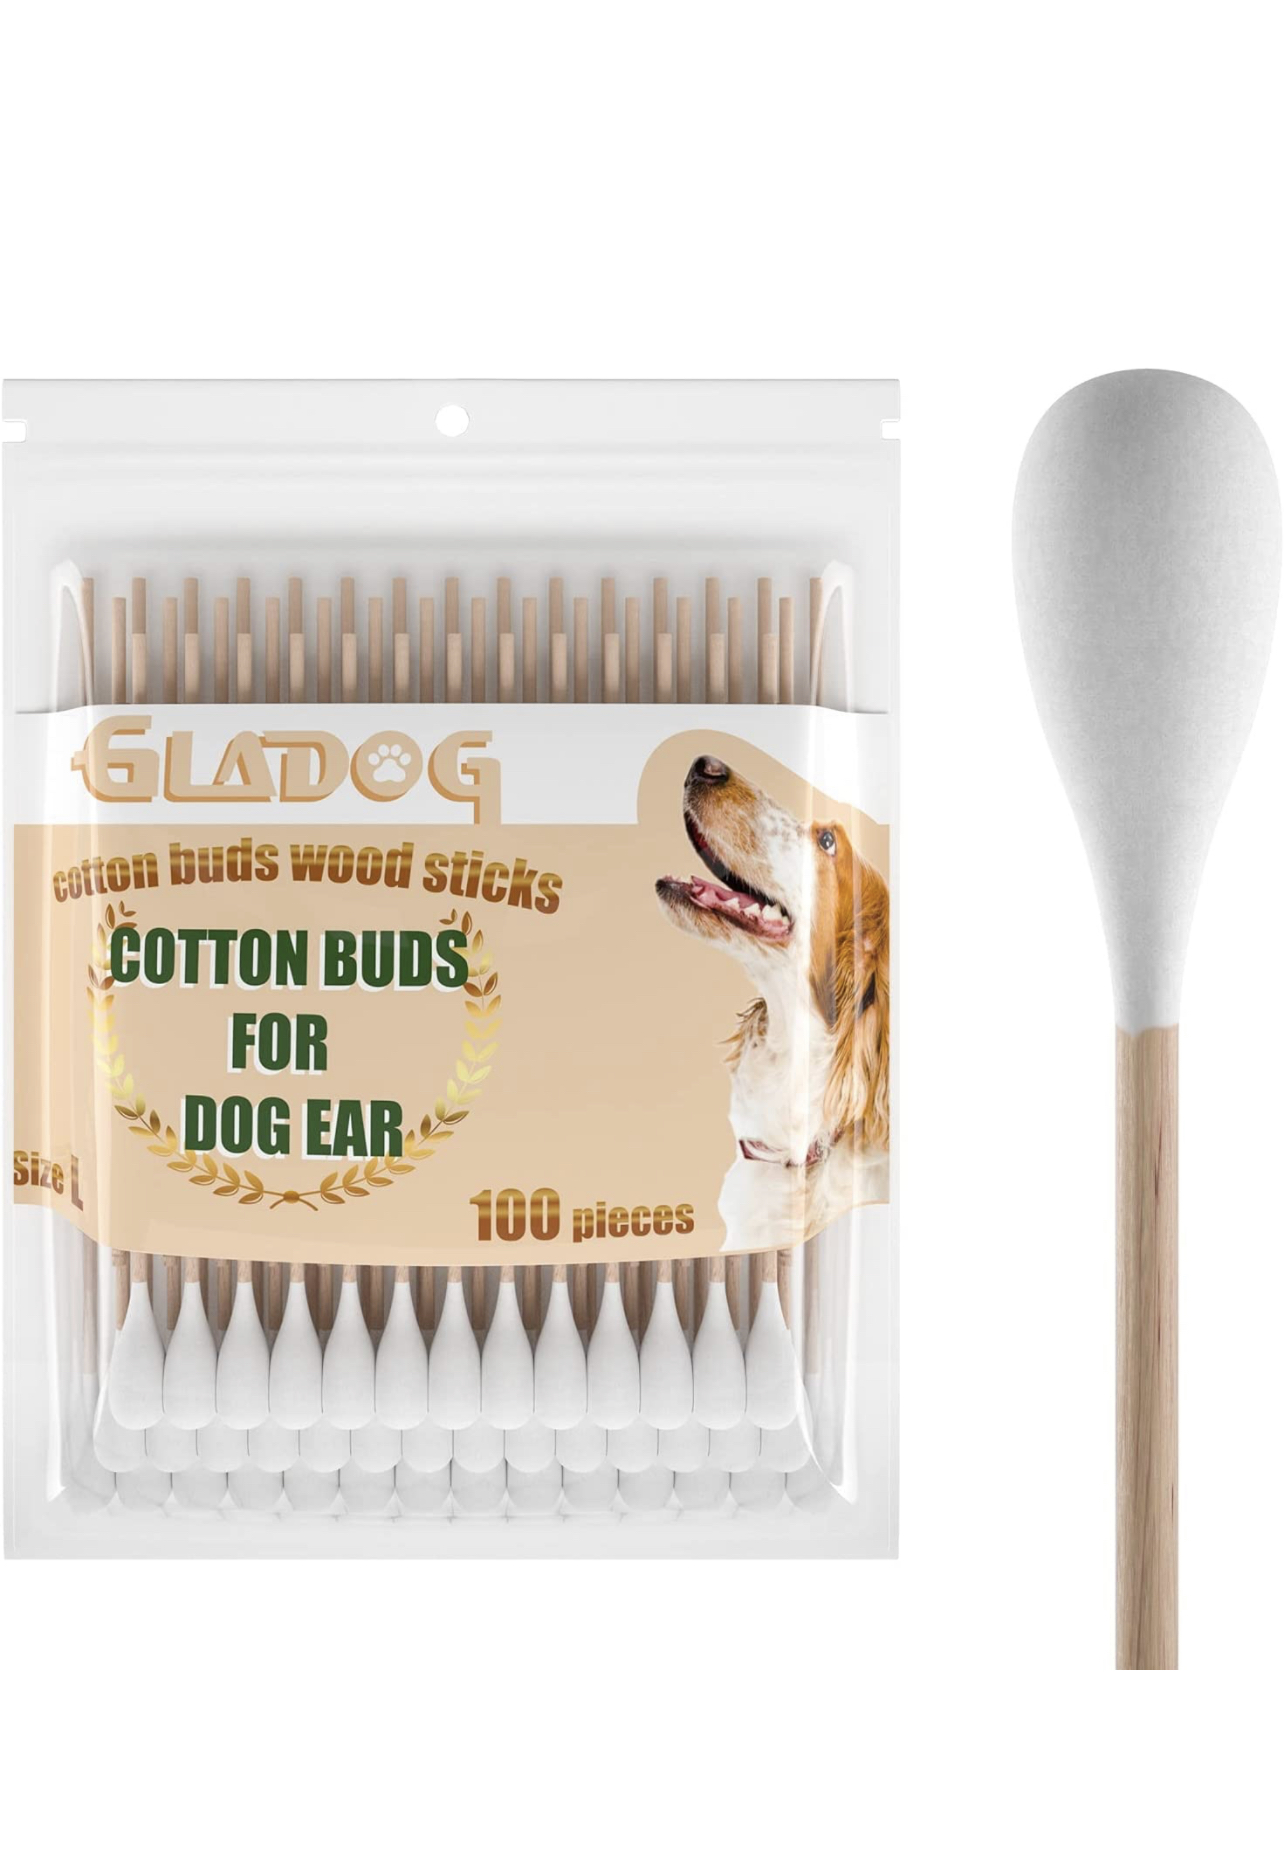 GLADOG
cotton buds wood sticks
COTTON BUDS
FOR
DOG EAR
Size L
100 pieces